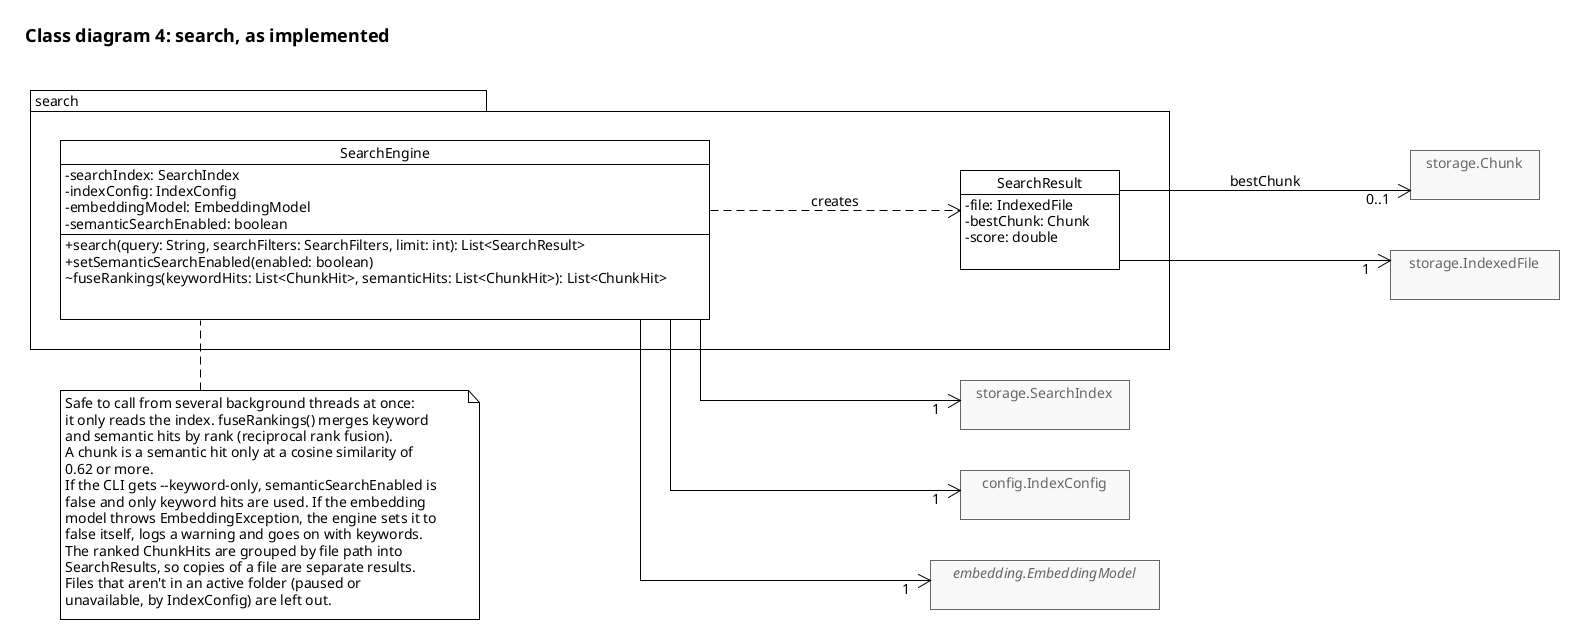 Class diagram 4: search, as implemented
search
SearchEngine
-searchIndex: SearchIndex
-indexConfig: IndexConfig
-embeddingModel: EmbeddingModel
-semanticSearchEnabled: boolean
+search(query: String, searchFilters: SearchFilters, limit: int): List<SearchResult>
+setSemanticSearchEnabled(enabled: boolean)
~fuseRankings(keywordHits: List<ChunkHit>, semanticHits: List<ChunkHit>): List<ChunkHit>
creates
SearchResult
-file: IndexedFile
-bestChunk: Chunk
-score: double
bestChunk
0..1
storage.Chunk
1
storage.IndexedFile
Safe to call from several background threads at once:
it only reads the index. fuseRankings() merges keyword
and semantic hits by rank (reciprocal rank fusion).
A chunk is a semantic hit only at a cosine similarity of
0.62 or more.
If the CLI gets --keyword-only, semanticSearchEnabled is
false and only keyword hits are used. If the embedding
model throws EmbeddingException, the engine sets it to
false itself, logs a warning and goes on with keywords.
The ranked ChunkHits are grouped by file path into
SearchResults, so copies of a file are separate results.
Files that aren't in an active folder (paused or
unavailable, by IndexConfig) are left out.
1
storage.SearchIndex
1
config.IndexConfig
1
embedding.EmbeddingModel